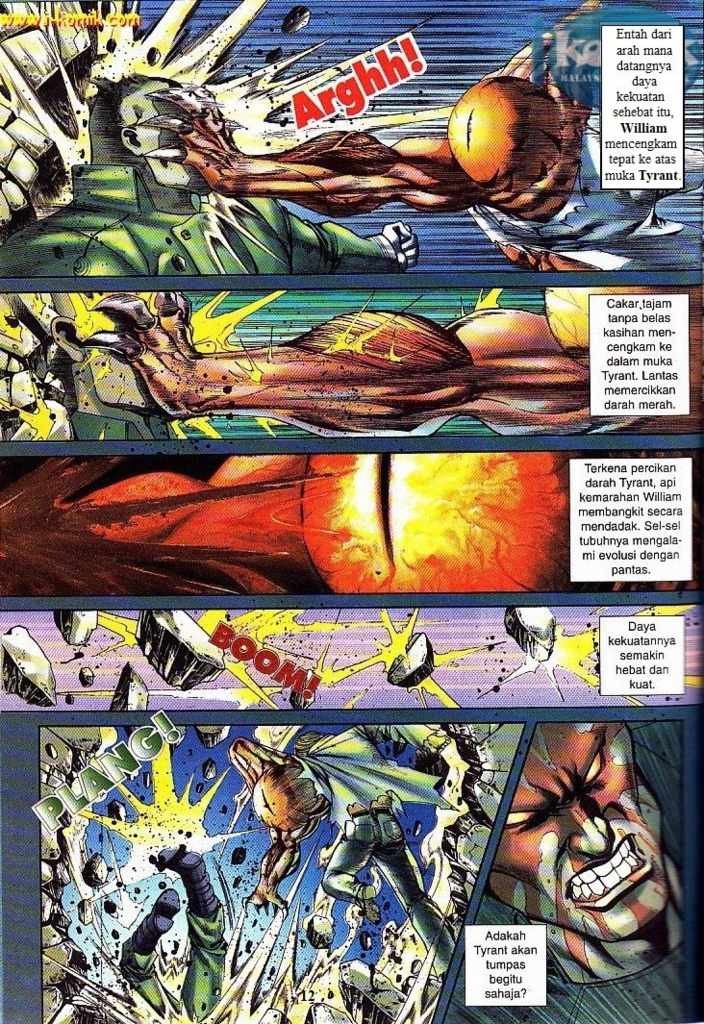 www.i-komik.com
Entah dari
arah mana
datangnya
daya
kekuatan
sehebat itu,
William
mencengkam
tepat ke atas
muka Tyrant.
Arghh!
Cakar tajam
tanpa belas
kasihan men-
cengkam ke
dalam muka
Tyrant. Lantas
memercikkan
darah merah.
Terkena percikan
darah Tyrant, api
kemarahan William
membangkit secara
mendadak. Sel-sel
tubuhnya mengala-
mi evolusi dengan
pantas.
Daya
kekuatannya
semakin
hebat dan
kuat.
BOOM!
PLANG!
Adakah
Tyrant akan
tumpas
begitu
sahaja?
12